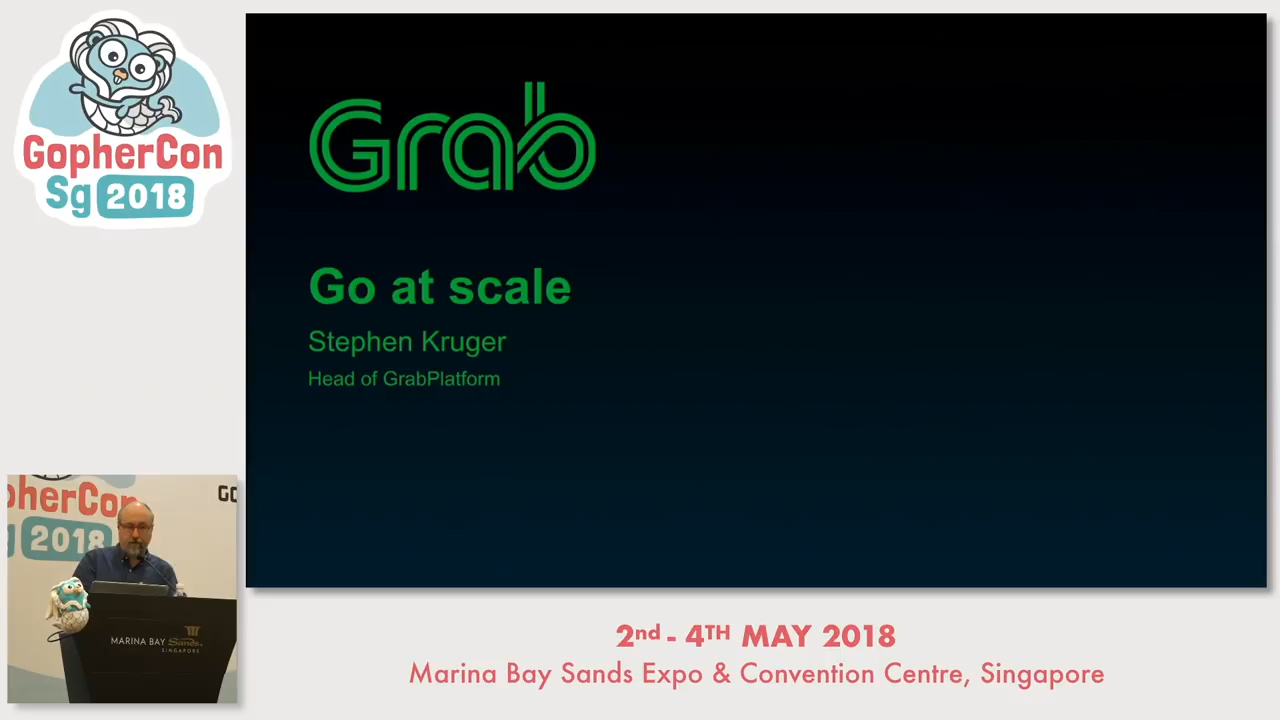 GopherCon
Sg 2018
Grab
Go at scale
Stephen Kruger
Head of GrabPlatform
pherCon
g 2018
GO
MARINA BAY Sands.
SINGAPORE
2nd - 4TH MAY 2018
Marina Bay Sands Expo & Convention Centre, Singapore